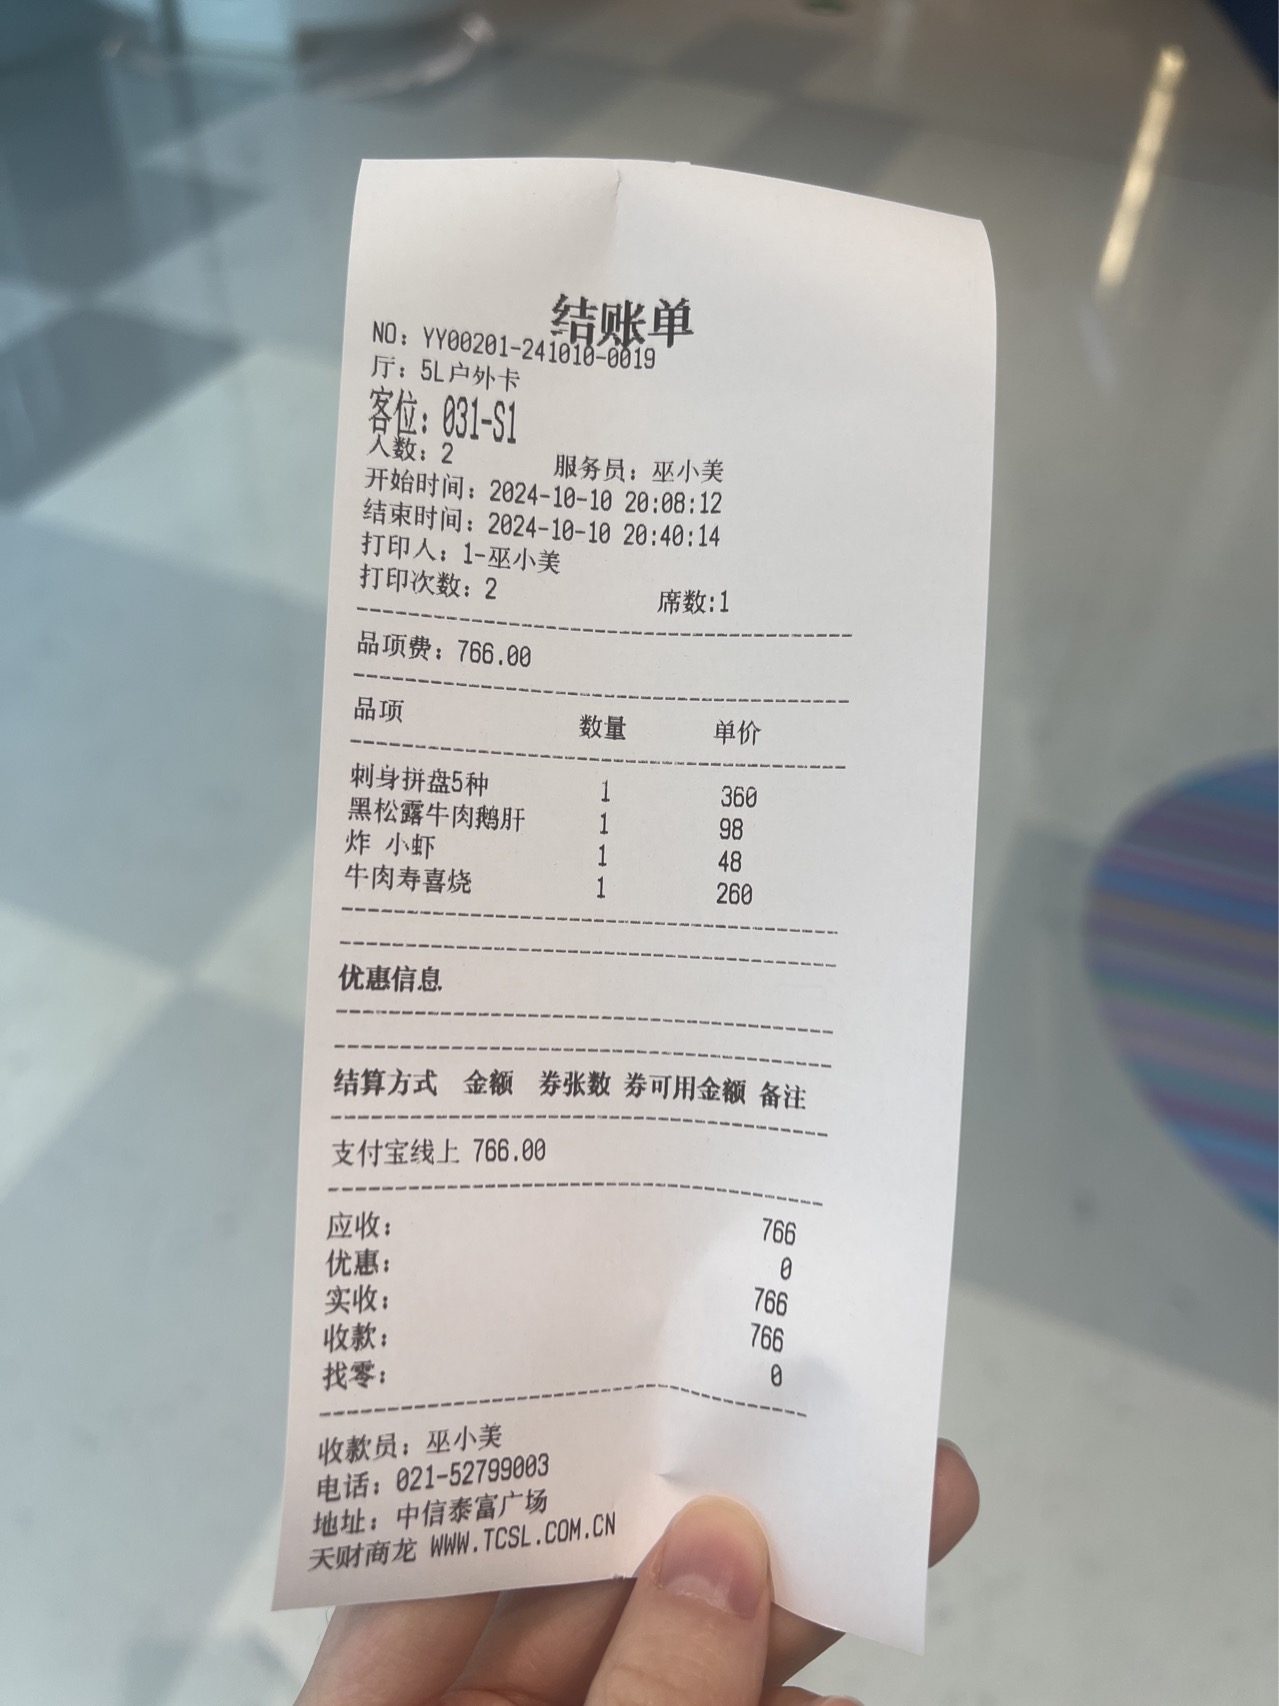 结账单
NO: YY00201-241010-0019
厅: 5L户外卡
客位: 031-S1
人数: 2 服务员: 巫小美
开始时间: 2024-10-10 20:08:12
结束时间: 2024-10-10 20:40:14
打印人: 1-巫小美
打印次数: 2 席数:1
品项费: 766.00
品项 数量 单价
刺身拼盘5种 1 360
黑松露牛肉鹅肝 1 98
炸 小虾 1 48
牛肉寿喜烧 1 260
优惠信息
结算方式 金额 券张数 券可用金额 备注
支付宝线上 766.00
应收: 766
优惠: 0
实收: 766
收款: 766
找零: 0
收款员: 巫小美
电话: 021-52799003
地址: 中信泰富广场
天财商龙 WWW.TCSL.COM.CN